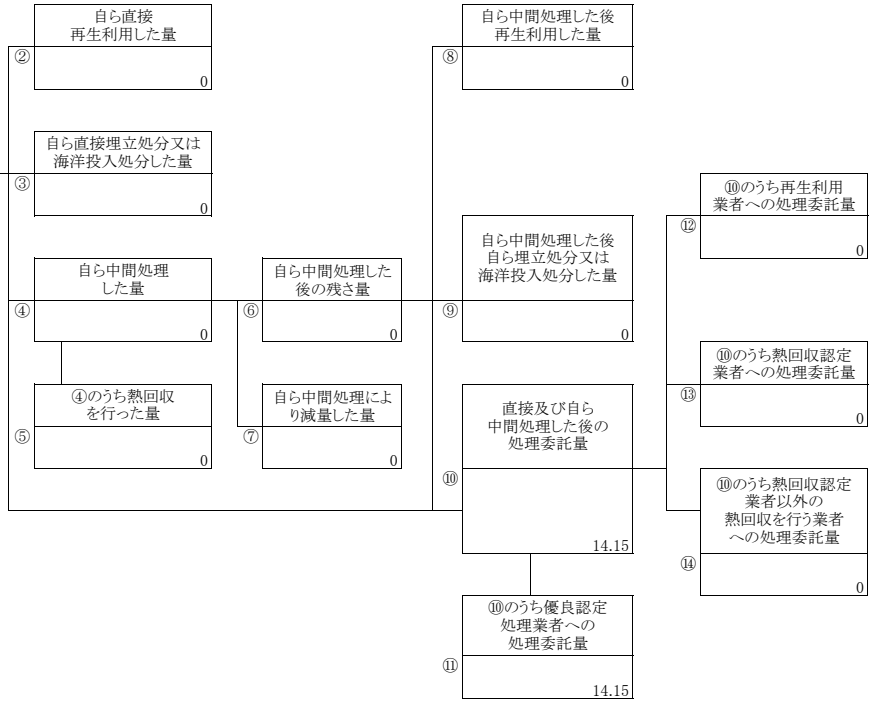 自ら直接
再生利用した量
②
0
自ら直接埋立処分又は
海洋投入処分した量
③
0
自ら中間処理
した量
④
0
④のうち熱回収
を行った量
⑤
0
自ら中間処理した
後の残さ量
⑥
0
自ら中間処理によ
り減量した量
⑦
0
自ら中間処理した後
再生利用した量
⑧
0
自ら中間処理した後
自ら埋立処分又は
海洋投入処分した量
⑨
0
直接及び自ら
中間処理した後の
処理委託量
⑩
14.15
⑩のうち優良認定
処理業者への
処理委託量
⑪
14.15
⑩のうち再生利用
業者への処理委託量
⑫
0
⑩のうち熱回収認定
業者への処理委託量
⑬
0
⑩のうち熱回収認定
業者以外の
熱回収を行う業者
への処理委託量
⑭
0